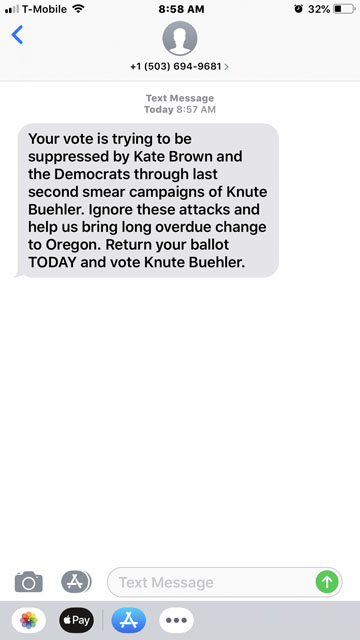 T-Mobile 8:58 AM 32%
+1 (503) 694-9681 >
Text Message
Today 8:57 AM
Your vote is trying to be
suppressed by Kate Brown and
the Democrats through last
second smear campaigns of Knute
Buehler. Ignore these attacks and
help us bring long overdue change
to Oregon. Return your ballot
TODAY and vote Knute Buehler.
Text Message
Pay